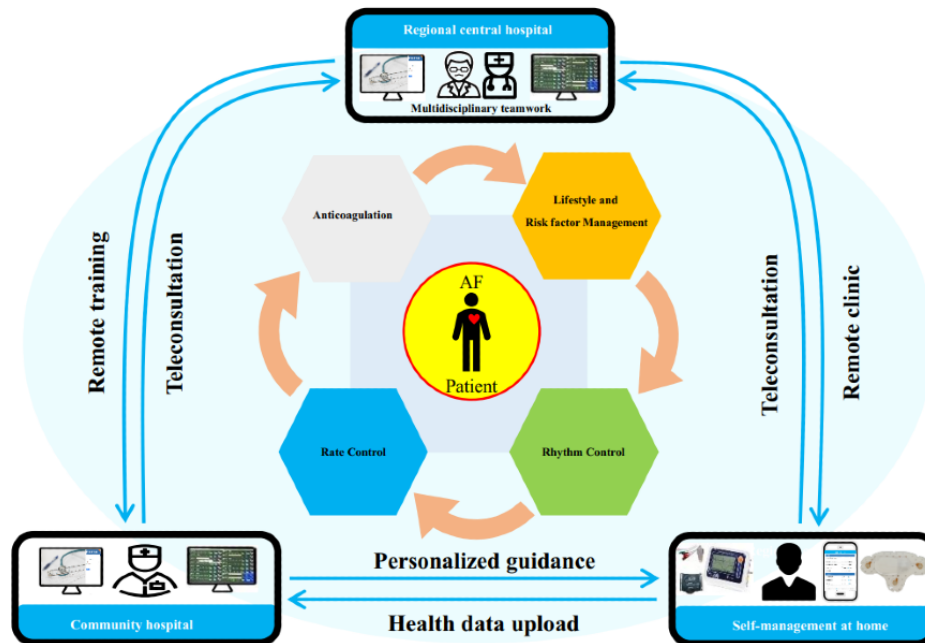 Regional central hospital
Multidisciplinary teamwork
Anticoagulation
Lifestyle and
Risk factor Management
AF
Patient
Rate Control
Rhythm Control
Remote training
Teleconsultation
Teleconsultation
Remote clinic
Personalized guidance
Health data upload
Community hospital
Self-management at home